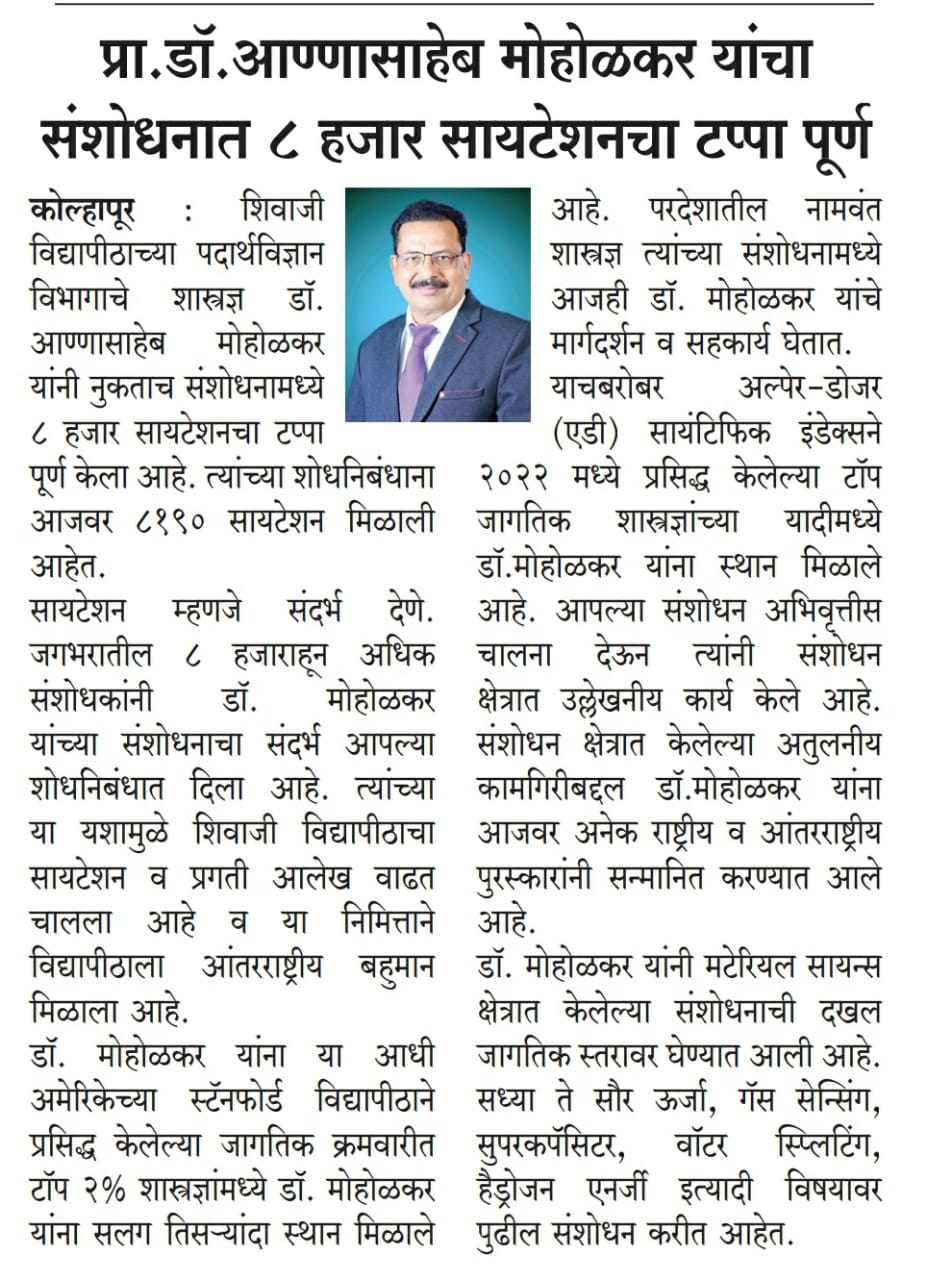 प्रा.डॉ.आण्णासाहेब मोहोळकर यांचा
संशोधनात ८ हजार सायटेशनचा टप्पा पूर्ण
कोल्हापूर : शिवाजी
विद्यापीठाच्या पदार्थविज्ञान
विभागाचे शास्त्रज्ञ डॉ.
आण्णासाहेब मोहोळकर
यांनी नुकताच संशोधनामध्ये
८ हजार सायटेशनचा टप्पा
पूर्ण केला आहे. त्यांच्या शोधनिबंधाना
आजवर ८१९० सायटेशन मिळाली
आहेत.
सायटेशन म्हणजे संदर्भ देणे.
जगभरातील ८ हजाराहून अधिक
संशोधकांनी डॉ. मोहोळकर
यांच्या संशोधनाचा संदर्भ आपल्या
शोधनिबंधात दिला आहे. त्यांच्या
या यशामुळे शिवाजी विद्यापीठाचा
सायटेशन व प्रगती आलेख वाढत
चालला आहे व या निमित्ताने
विद्यापीठाला आंतरराष्ट्रीय बहुमान
मिळाला आहे.
डॉ. मोहोळकर यांना या आधी
अमेरिकेच्या स्टॅनफोर्ड विद्यापीठाने
प्रसिद्ध केलेल्या जागतिक क्रमवारीत
टॉप २% शास्त्रज्ञांमध्ये डॉ. मोहोळकर
यांना सलग तिसऱ्यांदा स्थान मिळाले
आहे. परदेशातील नामवंत
शास्त्रज्ञ त्यांच्या संशोधनामध्ये
आजही डॉ. मोहोळकर यांचे
मार्गदर्शन व सहकार्य घेतात.
याचबरोबर अल्पेर-डोजर
(एडी) सायंटिफिक इंडेक्सने
२०२२ मध्ये प्रसिद्ध केलेल्या टॉप
जागतिक शास्त्रज्ञांच्या यादीमध्ये
डॉ.मोहोळकर यांना स्थान मिळाले
आहे. आपल्या संशोधन अभिवृत्तीस
चालना देऊन त्यांनी संशोधन
क्षेत्रात उल्लेखनीय कार्य केले आहे.
संशोधन क्षेत्रात केलेल्या अतुलनीय
कामगिरीबद्दल डॉ.मोहोळकर यांना
आजवर अनेक राष्ट्रीय व आंतरराष्ट्रीय
पुरस्कारांनी सन्मानित करण्यात आले
आहे.
डॉ. मोहोळकर यांनी मटेरियल सायन्स
क्षेत्रात केलेल्या संशोधनाची दखल
जागतिक स्तरावर घेण्यात आली आहे.
सध्या ते सौर ऊर्जा, गॅस सेन्सिंग,
सुपरकपॅसिटर, वॉटर स्प्लिटिंग,
हैड्रोजन एनर्जी इत्यादी विषयावर
पुढील संशोधन करीत आहेत.